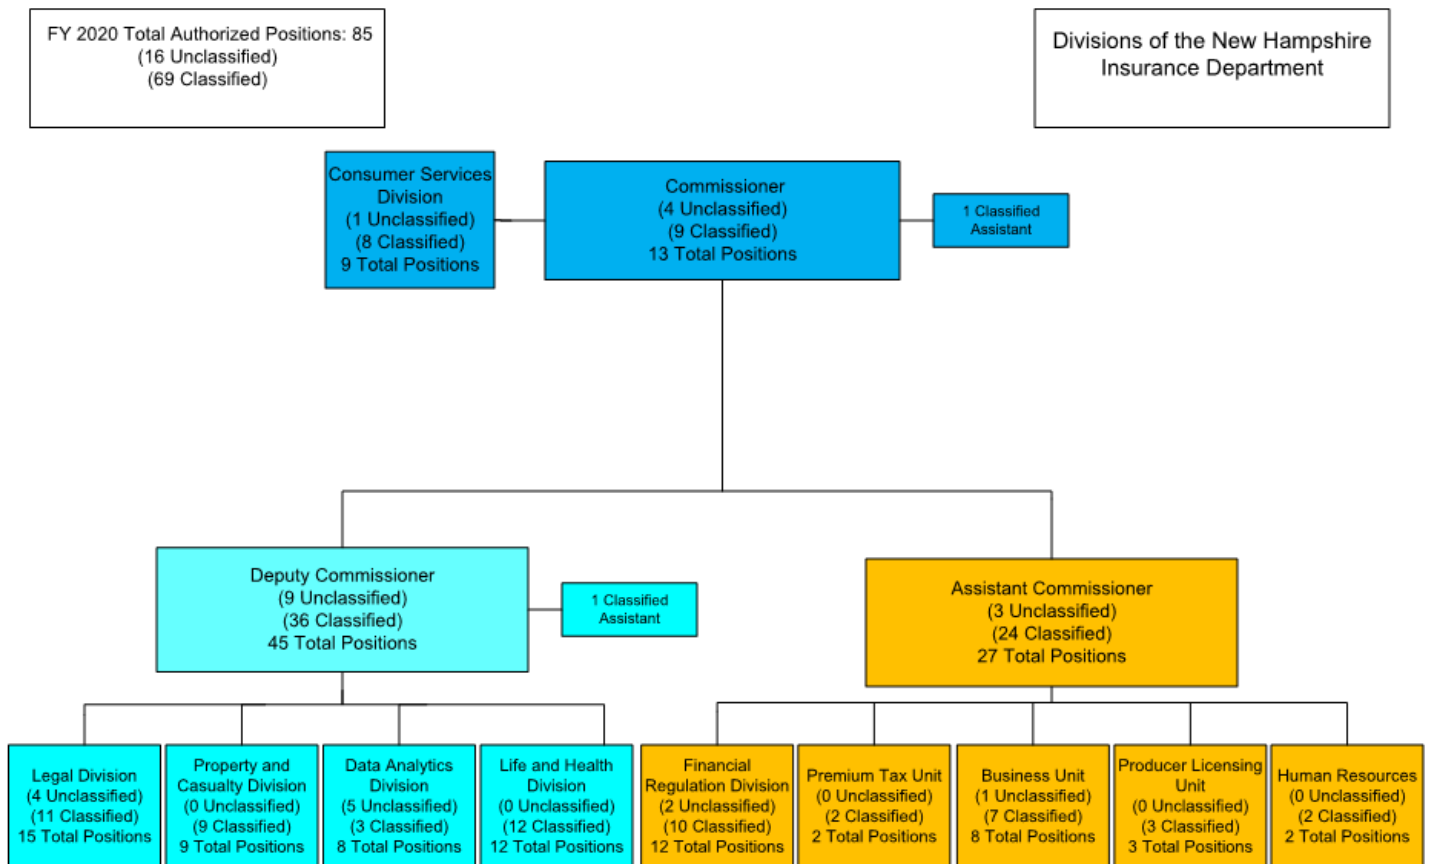 FY 2020 Total Authorized Positions: 85
(16 Unclassified)
(69 Classified)
Divisions of the New Hampshire
Insurance Department
Consumer Services
Division
(1 Unclassified)
(8 Classified)
9 Total Positions
Commissioner
(4 Unclassified)
(9 Classified)
13 Total Positions
1 Classified
Assistant
Deputy Commissioner
(9 Unclassified)
(36 Classified)
45 Total Positions
1 Classified
Assistant
Assistant Commissioner
(3 Unclassified)
(24 Classified)
27 Total Positions
Legal Division
(4 Unclassified)
(11 Classified)
15 Total Positions
Property and
Casualty Division
(0 Unclassified)
(9 Classified)
9 Total Positions
Data Analytics
Division
(5 Unclassified)
(3 Classified)
8 Total Positions
Life and Health
Division
(0 Unclassified)
(12 Classified)
12 Total Positions
Financial
Regulation Division
(2 Unclassified)
(10 Classified)
12 Total Positions
Premium Tax Unit
(0 Unclassified)
(2 Classified)
2 Total Positions
Business Unit
(1 Unclassified)
(7 Classified)
8 Total Positions
Producer Licensing
Unit
(0 Unclassified)
(3 Classified)
3 Total Positions
Human Resources
(0 Unclassified)
(2 Classified)
2 Total Positions